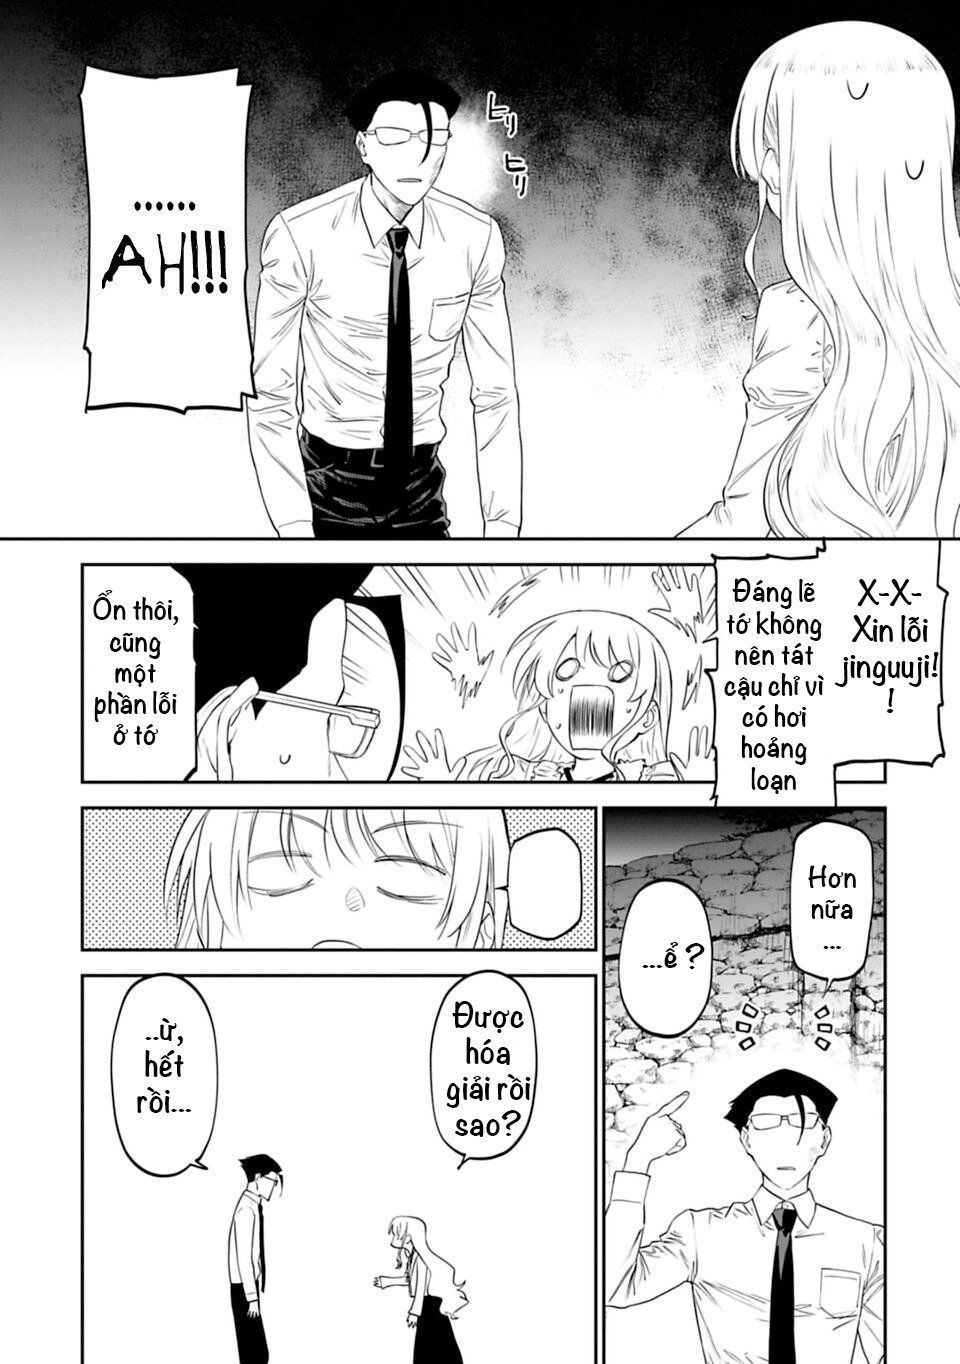 ヒリ
ヒリ
......
AH!!!
X-X-
Xin lỗi
jinguuji!
!
Đáng lẽ
tớ không
nên tát
cậu chỉ vì
có hơi
hoảng
loạn
Ổn thôi,
cũng
một
phần lỗi
ở tớ
Hơn
nữa
...
...ể?
Được
hóa
giải rồi
sao?
..ừ,
hết
rồi...